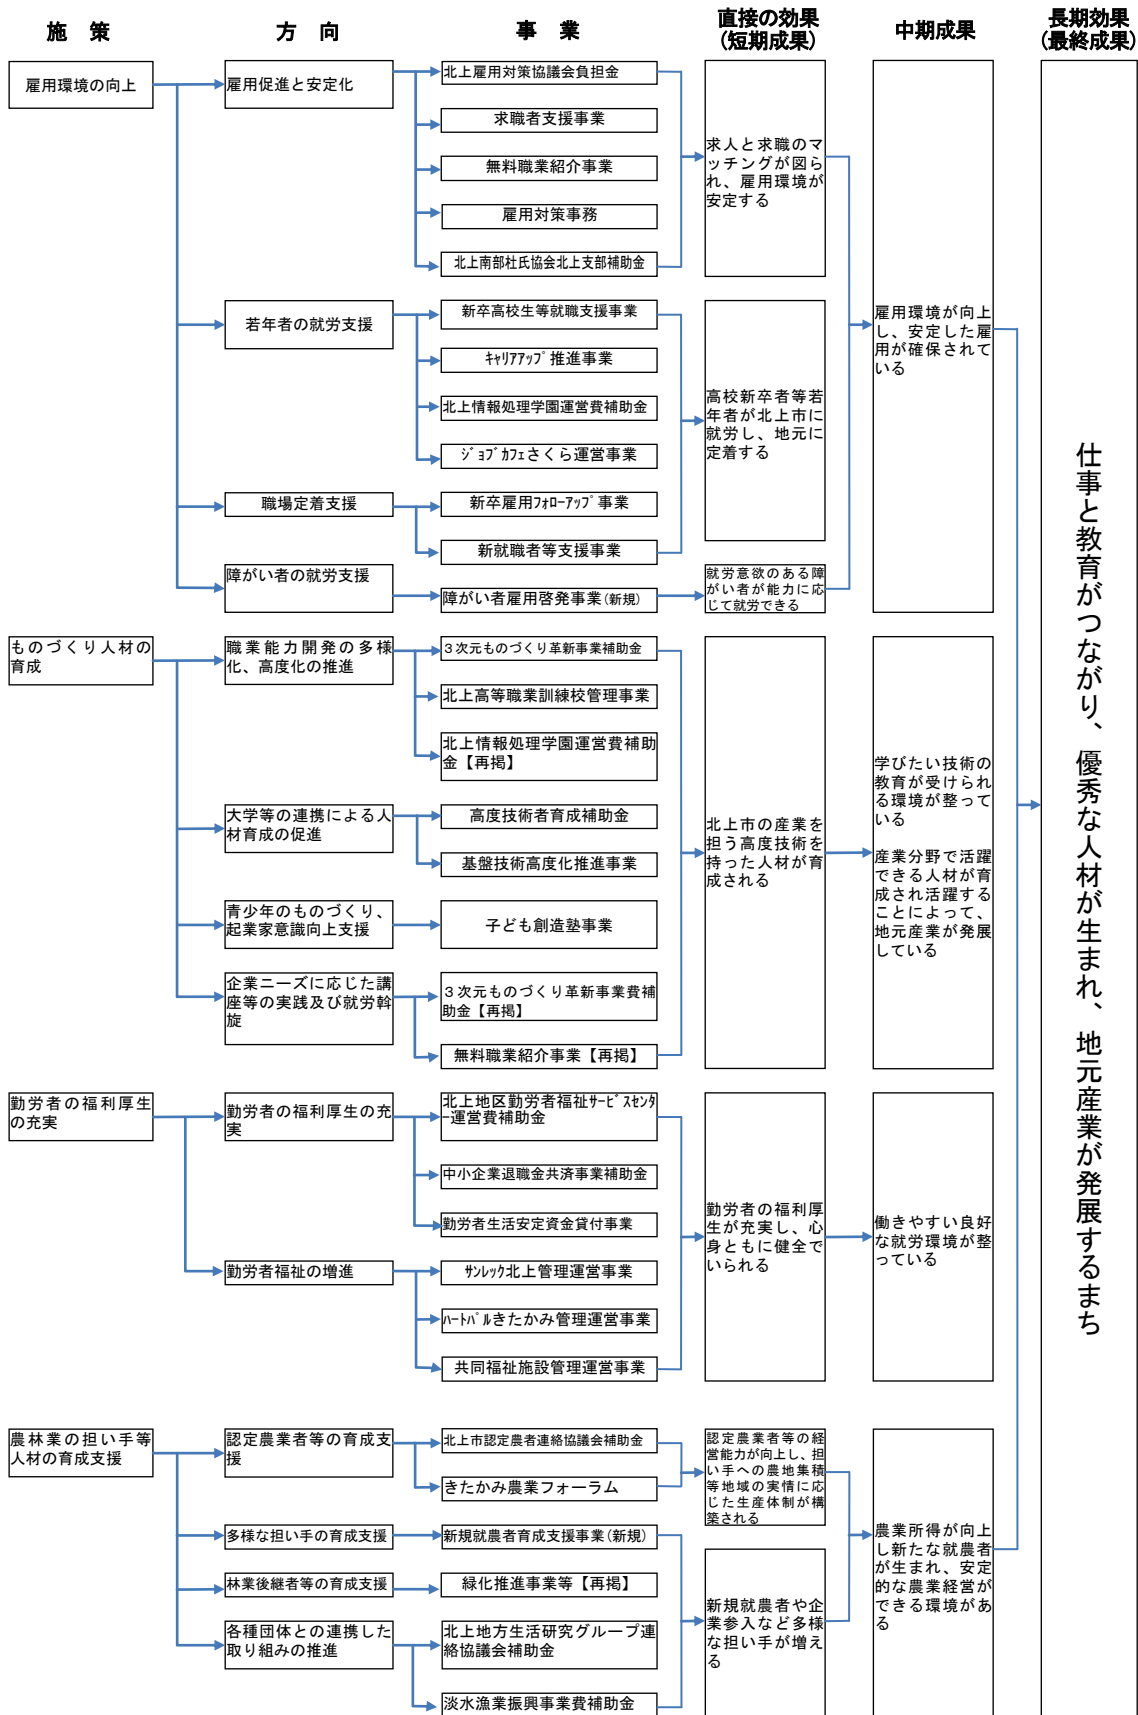 施　策
方　向
事　業
直接の効果
(短期成果)
中期成果
長期効果
(最終成果)
雇用環境の向上
雇用促進と安定化
北上雇用対策協議会負担金
求職者支援事業
無料職業紹介事業
雇用対策事務
北上南部杜氏協会北上支部補助金
求人と求職のマ
ッチングが図ら
れ、雇用環境が
安定する
若年者の就労支援
新卒高校生等就職支援事業
ｷｬﾘｱｱｯﾌﾟ推進事業
北上情報処理学園運営費補助金
ｼﾞｮﾌﾞｶﾌｪさくら運営事業
職場定着支援
新卒雇用ﾌｫﾛｰｱｯﾌﾟ事業
新就職者等支援事業
高校新卒者等若
年者が北上市に
就労し、地元に
定着する
障がい者の就労支援
障がい者雇用啓発事業(新規)
就労意欲のある障
がい者が能力に応
じて就労できる
雇用環境が向上
し、安定した雇
用が確保されて
いる
ものづくり人材の
育成
職業能力開発の多様
化、高度化の推進
３次元ものづくり革新事業補助金
北上高等職業訓練校管理事業
北上情報処理学園運営費補助
金【再掲】
大学等の連携による人
材育成の促進
高度技術者育成補助金
基盤技術高度化推進事業
青少年のものづくり、
起業家意識向上支援
子ども創造塾事業
企業ニーズに応じた講
座等の実践及び就労斡
旋
３次元ものづくり革新事業費補
助金【再掲】
無料職業紹介事業【再掲】
北上市の産業を
担う高度技術を
持った人材が育
成される
学びたい技術の
教育が受けられ
る環境が整って
いる
産業分野で活躍
できる人材が育
成され活躍する
ことによって、
地元産業が発展
している
勤労者の福利厚生
の充実
勤労者の福利厚生の充
実
北上地区勤労者福祉ｻｰﾋﾞｽｾﾝﾀ
ｰ運営費補助金
中小企業退職金共済事業補助金
勤労者生活安定資金貸付事業
勤労者福祉の増進
ｻﾝﾚｯｸ北上管理運営事業
ﾊｰﾄﾊﾟﾙきたかみ管理運営事業
共同福祉施設管理運営事業
勤労者の福利厚
生が充実し、心
身ともに健全で
いられる
働きやすい良好
な就労環境が整
っている
農林業の担い手等
人材の育成支援
認定農業者等の育成支
援
北上市認定農者連絡協議会補助金
きたかみ農業フォーラム
認定農業者等の経
営能力が向上し、担
い手への農地集積
等地域の実情に応
じた生産体制が構
築される
多様な担い手の育成支援
新規就農者育成支援事業(新規)
林業後継者等の育成支援
緑化推進事業等【再掲】
各種団体との連携した
取り組みの推進
北上地方生活研究グループ連
絡協議会補助金
淡水漁業振興事業費補助金
新規就農者や企
業参入など多様
な担い手が増え
る
農業所得が向上
し新たな就農者
が生まれ、安定
的な農業経営が
できる環境があ
る
仕事と教育がつながり、優秀な人材が生まれ、地元産業が発展するまち